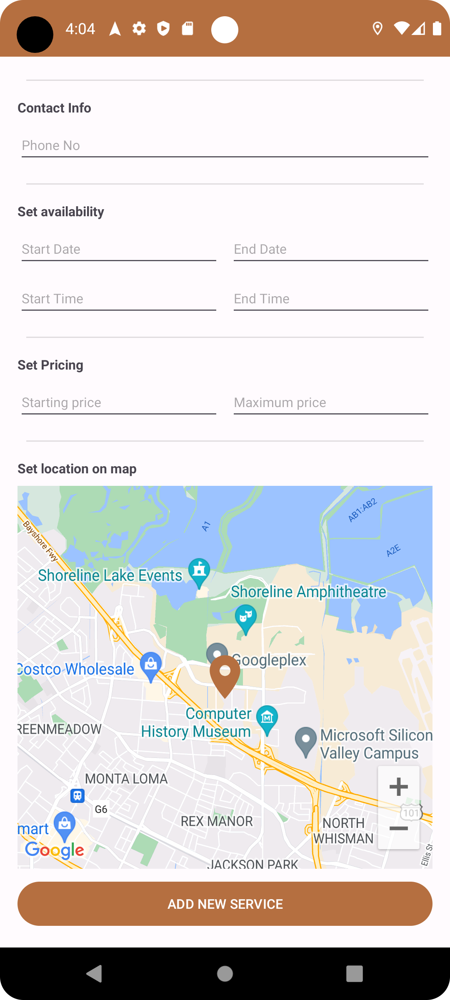 4:04
Contact Info
Phone No
Set availability
Start Date End Date
Start Time End Time
Set Pricing
Starting price Maximum price
Set location on map
AB1:AB2
A1
Bayshore Fwy
A2E
Shoreline Lake Events
Shoreline Amphitheatre
Googleplex
Costco Wholesale
Computer
History Museum
REENMEADOW
Microsoft Silicon
Valley Campus
MONTA LOMA
G6
101
REX MANOR
NORTH
WHISMAN
mart
Google
Ellis St
JACKSON PARK
ADD NEW SERVICE